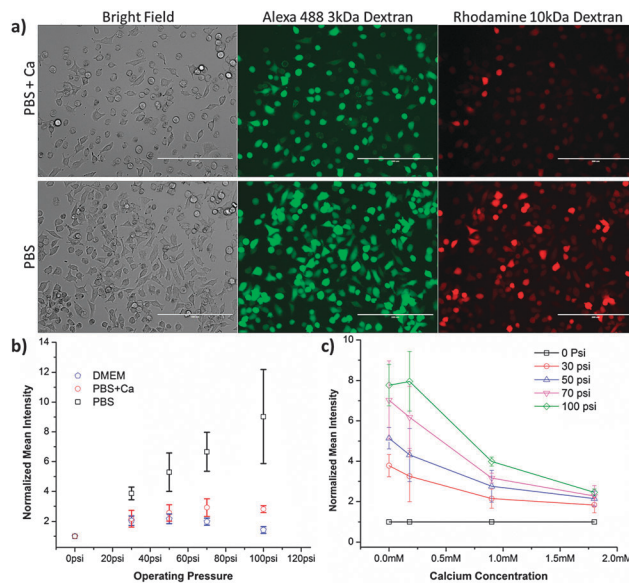 a)
Bright Field
Alexa 488 3kDa Dextran
Rhodamine 10kDa Dextran
PBS + Ca
PBS
b)
14
12
10
8
6
4
2
0
Normalized Mean Intensity
DMEM
PBS+Ca
PBS
0psi
20psi
40psi
60psi
80psi
100psi
120psi
Operating Pressure
c)
10
8
6
4
2
0
Normalized Mean Intensity
0 Psi
30 psi
50 psi
70 psi
100 psi
0.0mM
0.5mM
1.0mM
1.5mM
2.0mM
Calcium Concentration